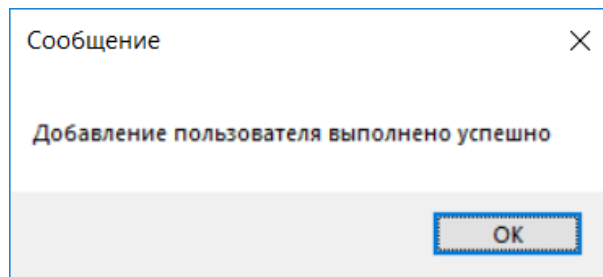 Сообщение
Добавление пользователя выполнено успешно
OK